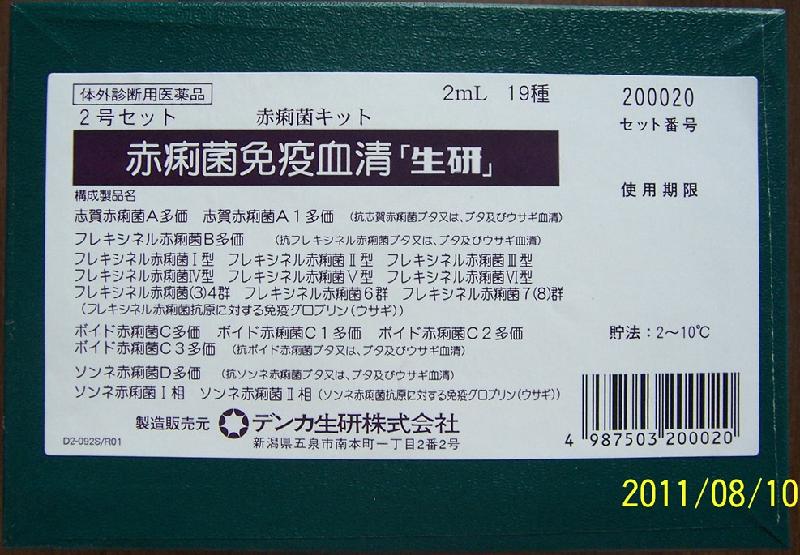 体外診断用医薬品
2mL 19種
200020
2号セット 赤痢菌キット
セット番号
赤痢菌免疫血清「生研」
使用期限
構成製品名
志賀赤痢菌A多価 志賀赤痢菌A1多価 (抗志賀赤痢菌ブタ又は、ブタ及びウサギ血清)
フレキシネル赤痢菌B多価 (抗フレキシネル赤痢菌ブタ又は、ブタ及びウサギ血清)
フレキシネル赤痢菌Ⅰ型 フレキシネル赤痢菌Ⅱ型 フレキシネル赤痢菌Ⅲ型
フレキシネル赤痢菌Ⅳ型 フレキシネル赤痢菌Ⅴ型 フレキシネル赤痢菌Ⅵ型
フレキシネル赤痢菌(3)4群 フレキシネル赤痢菌6群 フレキシネル赤痢菌7(8)群
(フレキシネル赤痢菌抗原に対する免疫グロブリン(ウサギ))
ボイド赤痢菌C多価 ボイド赤痢菌C1多価 ボイド赤痢菌C2多価
貯法:2〜10℃
ボイド赤痢菌C3多価 (抗ボイド赤痢菌ブタ又は、ブタ及びウサギ血清)
ソンネ赤痢菌D多価 (抗ソンネ赤痢菌ブタ又は、ブタ及びウサギ血清)
ソンネ赤痢菌Ⅰ相 ソンネ赤痢菌Ⅱ相 (ソンネ赤痢菌抗原に対する免疫グロブリン(ウサギ))
製造販売元 デンカ生研株式会社
新潟県五泉市南本町一丁目2番2号
D2-092S/R01
4 987503 200020
2011/08/10